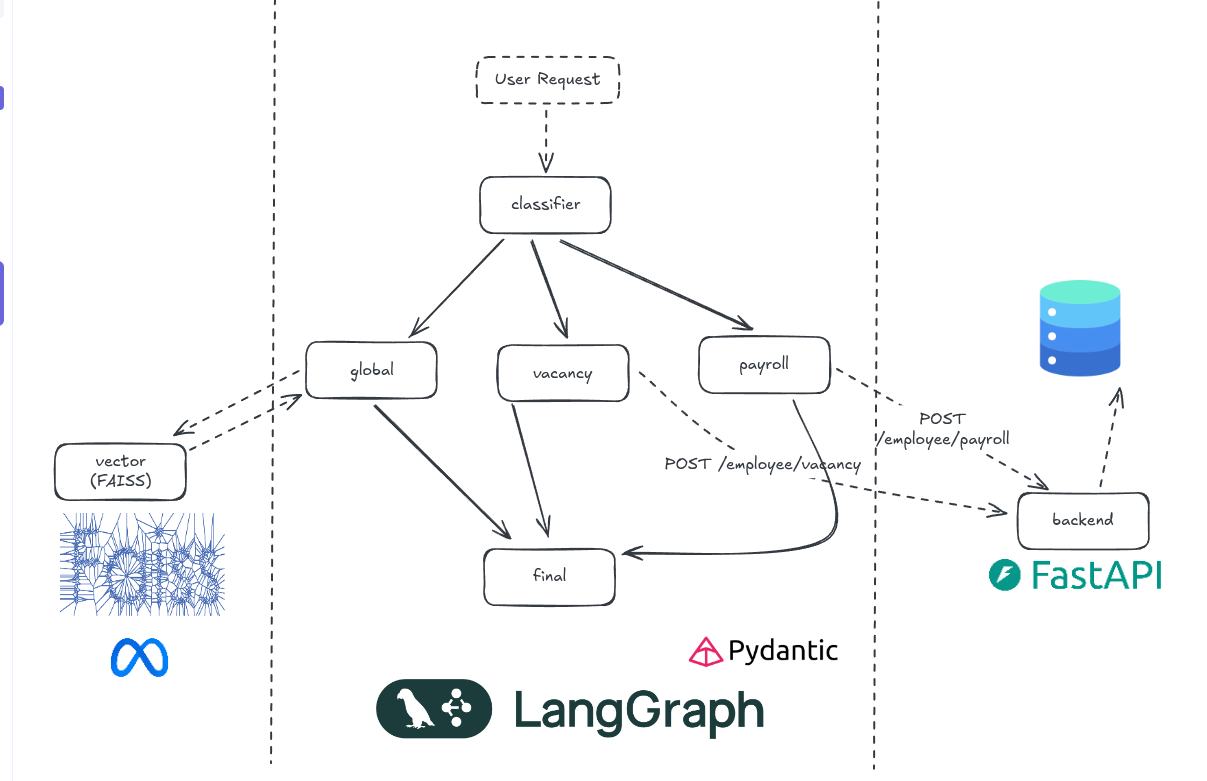 User Request
classifier
global
vacancy
payroll
POST
/employee/payroll
vector
(FAISS)
POST /employee/vacancy
backend
final
FastAPI
Pydantic
LangGraph